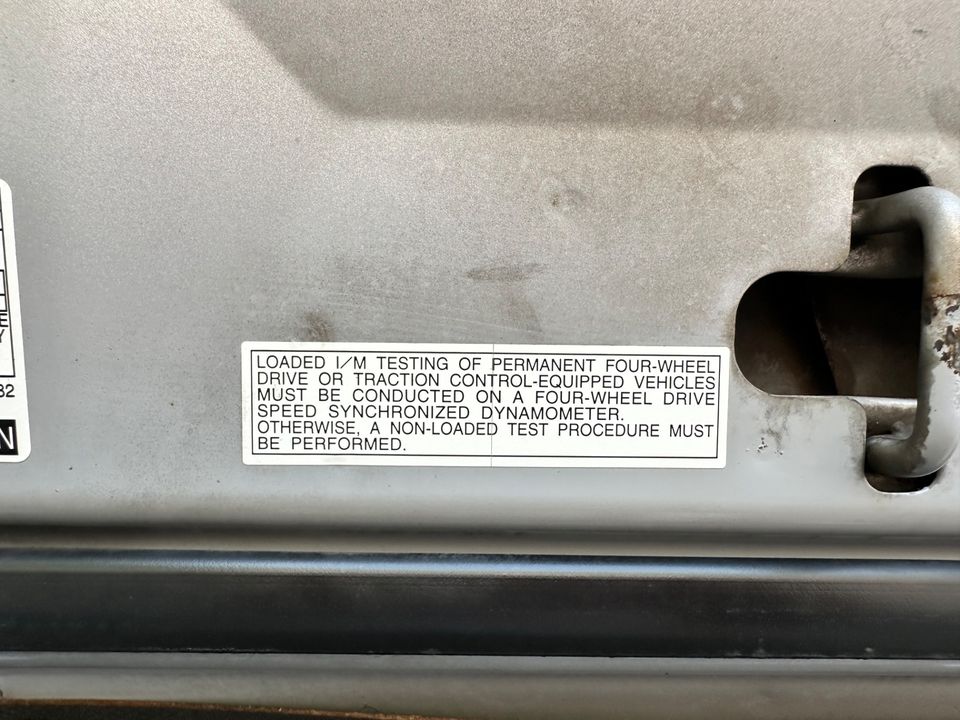 LOADED I/M TESTING OF PERMANENT FOUR-WHEEL
DRIVE OR TRACTION CONTROL-EQUIPPED VEHICLES
MUST BE CONDUCTED ON A FOUR-WHEEL DRIVE
SPEED SYNCHRONIZED DYNAMOMETER.
OTHERWISE, A NON-LOADED TEST PROCEDURE MUST
BE PERFORMED.